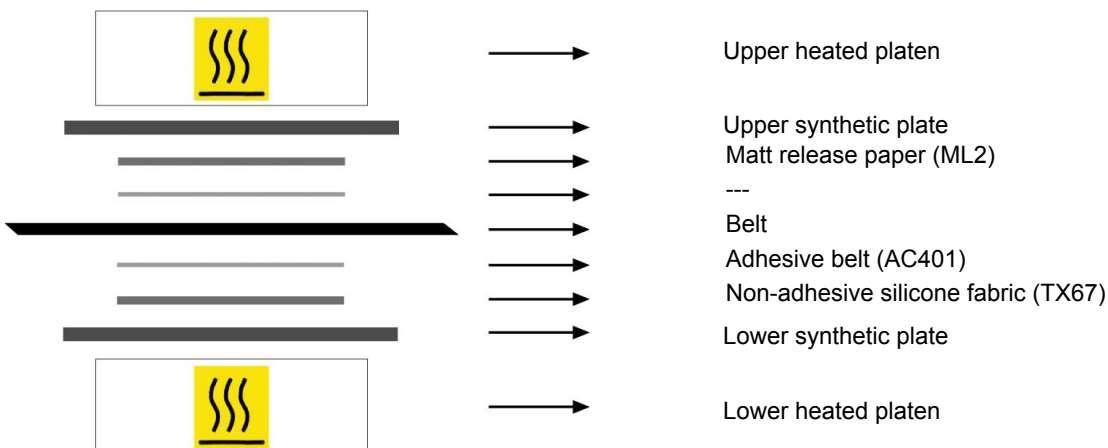 Upper heated platen
Upper synthetic plate
Matt release paper (ML2)
---
Belt
Adhesive belt (AC401)
Non-adhesive silicone fabric (TX67)
Lower synthetic plate
Lower heated platen